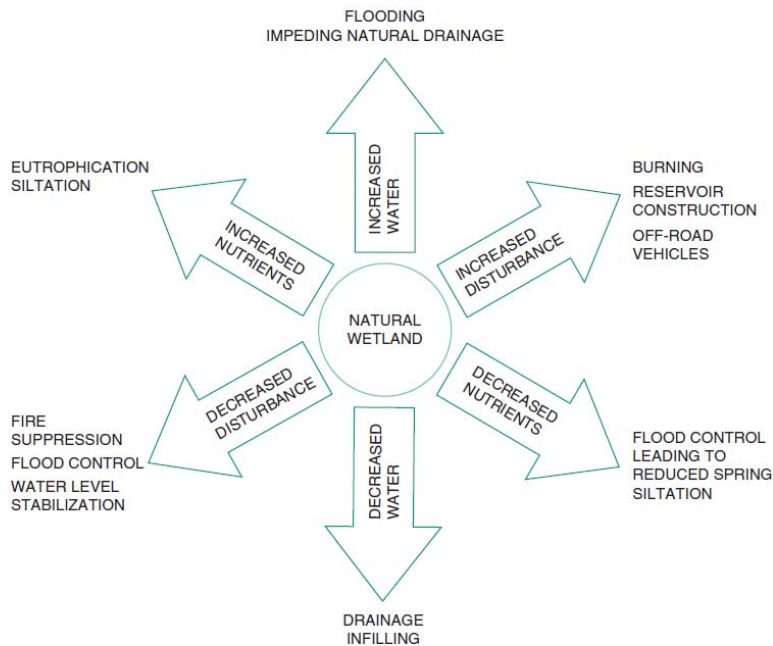 FLOODING
IMPEDING NATURAL DRAINAGE
INCREASED
WATER
EUTROPHICATION
SILTATION
INCREASED
NUTRIENTS
INCREASED
DISTURBANCE
BURNING
RESERVOIR
CONSTRUCTION
OFF-ROAD
VEHICLES
NATURAL
WETLAND
DECREASED
DISTURBANCE
FIRE
SUPPRESSION
FLOOD CONTROL
WATER LEVEL
STABILIZATION
DECREASED
WATER
DECREASED
NUTRIENTS
FLOOD CONTROL
LEADING TO
REDUCED SPRING
SILTATION
DRAINAGE
INFILLING